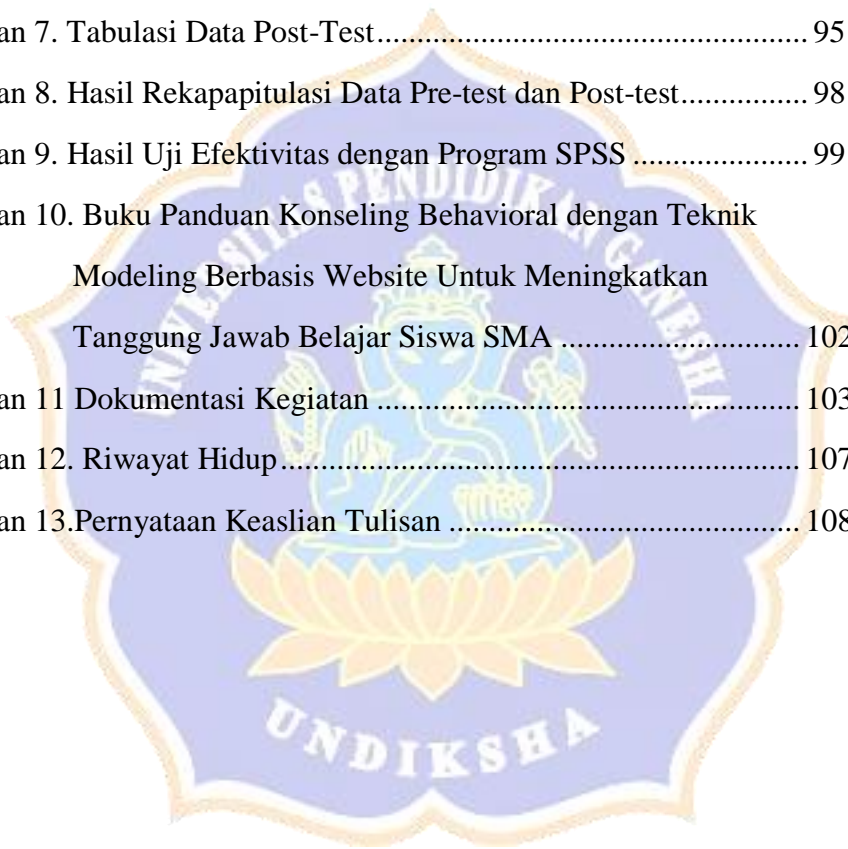 an 7. Tabulasi Data Post-Test........................................................ 95
an 8. Hasil Rekapapitulasi Data Pre-test dan Post-test................ 98
an 9. Hasil Uji Efektivitas dengan Program SPSS ...................... 99
an 10. Buku Panduan Konseling Behavioral dengan Teknik
Modeling Berbasis Website Untuk Meningkatkan
Tanggung Jawab Belajar Siswa SMA .............................. 102
an 11 Dokumentasi Kegiatan ..................................................... 103
an 12. Riwayat Hidup................................................................. 107
an 13.Pernyataan Keaslian Tulisan ............................................ 108
UNIVERSITAS PENDIDIKAN GANESHA
UNDIKSHA